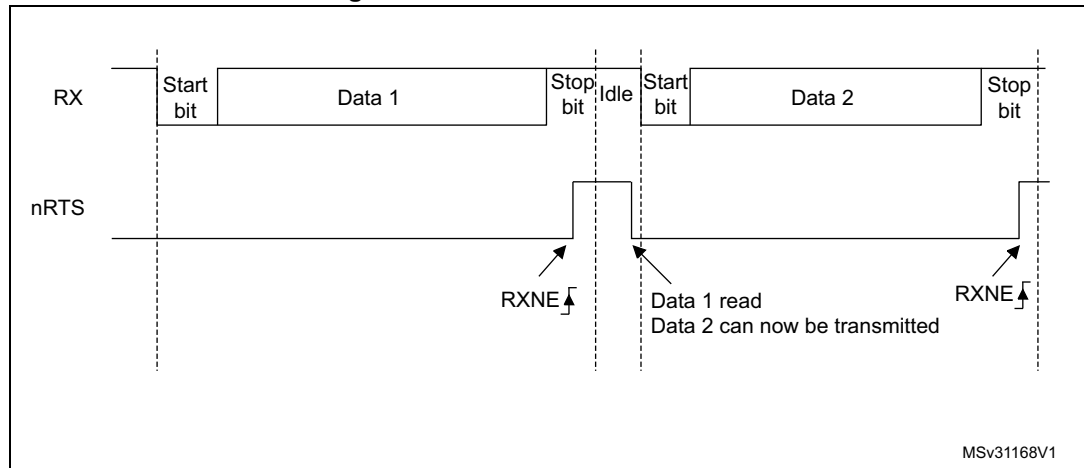 RX
Start
bit
Data 1
Stop
bit
Idle
Start
bit
Data 2
Stop
bit
nRTS
RXNE
Data 1 read
Data 2 can now be transmitted
RXNE
MSv31168V1